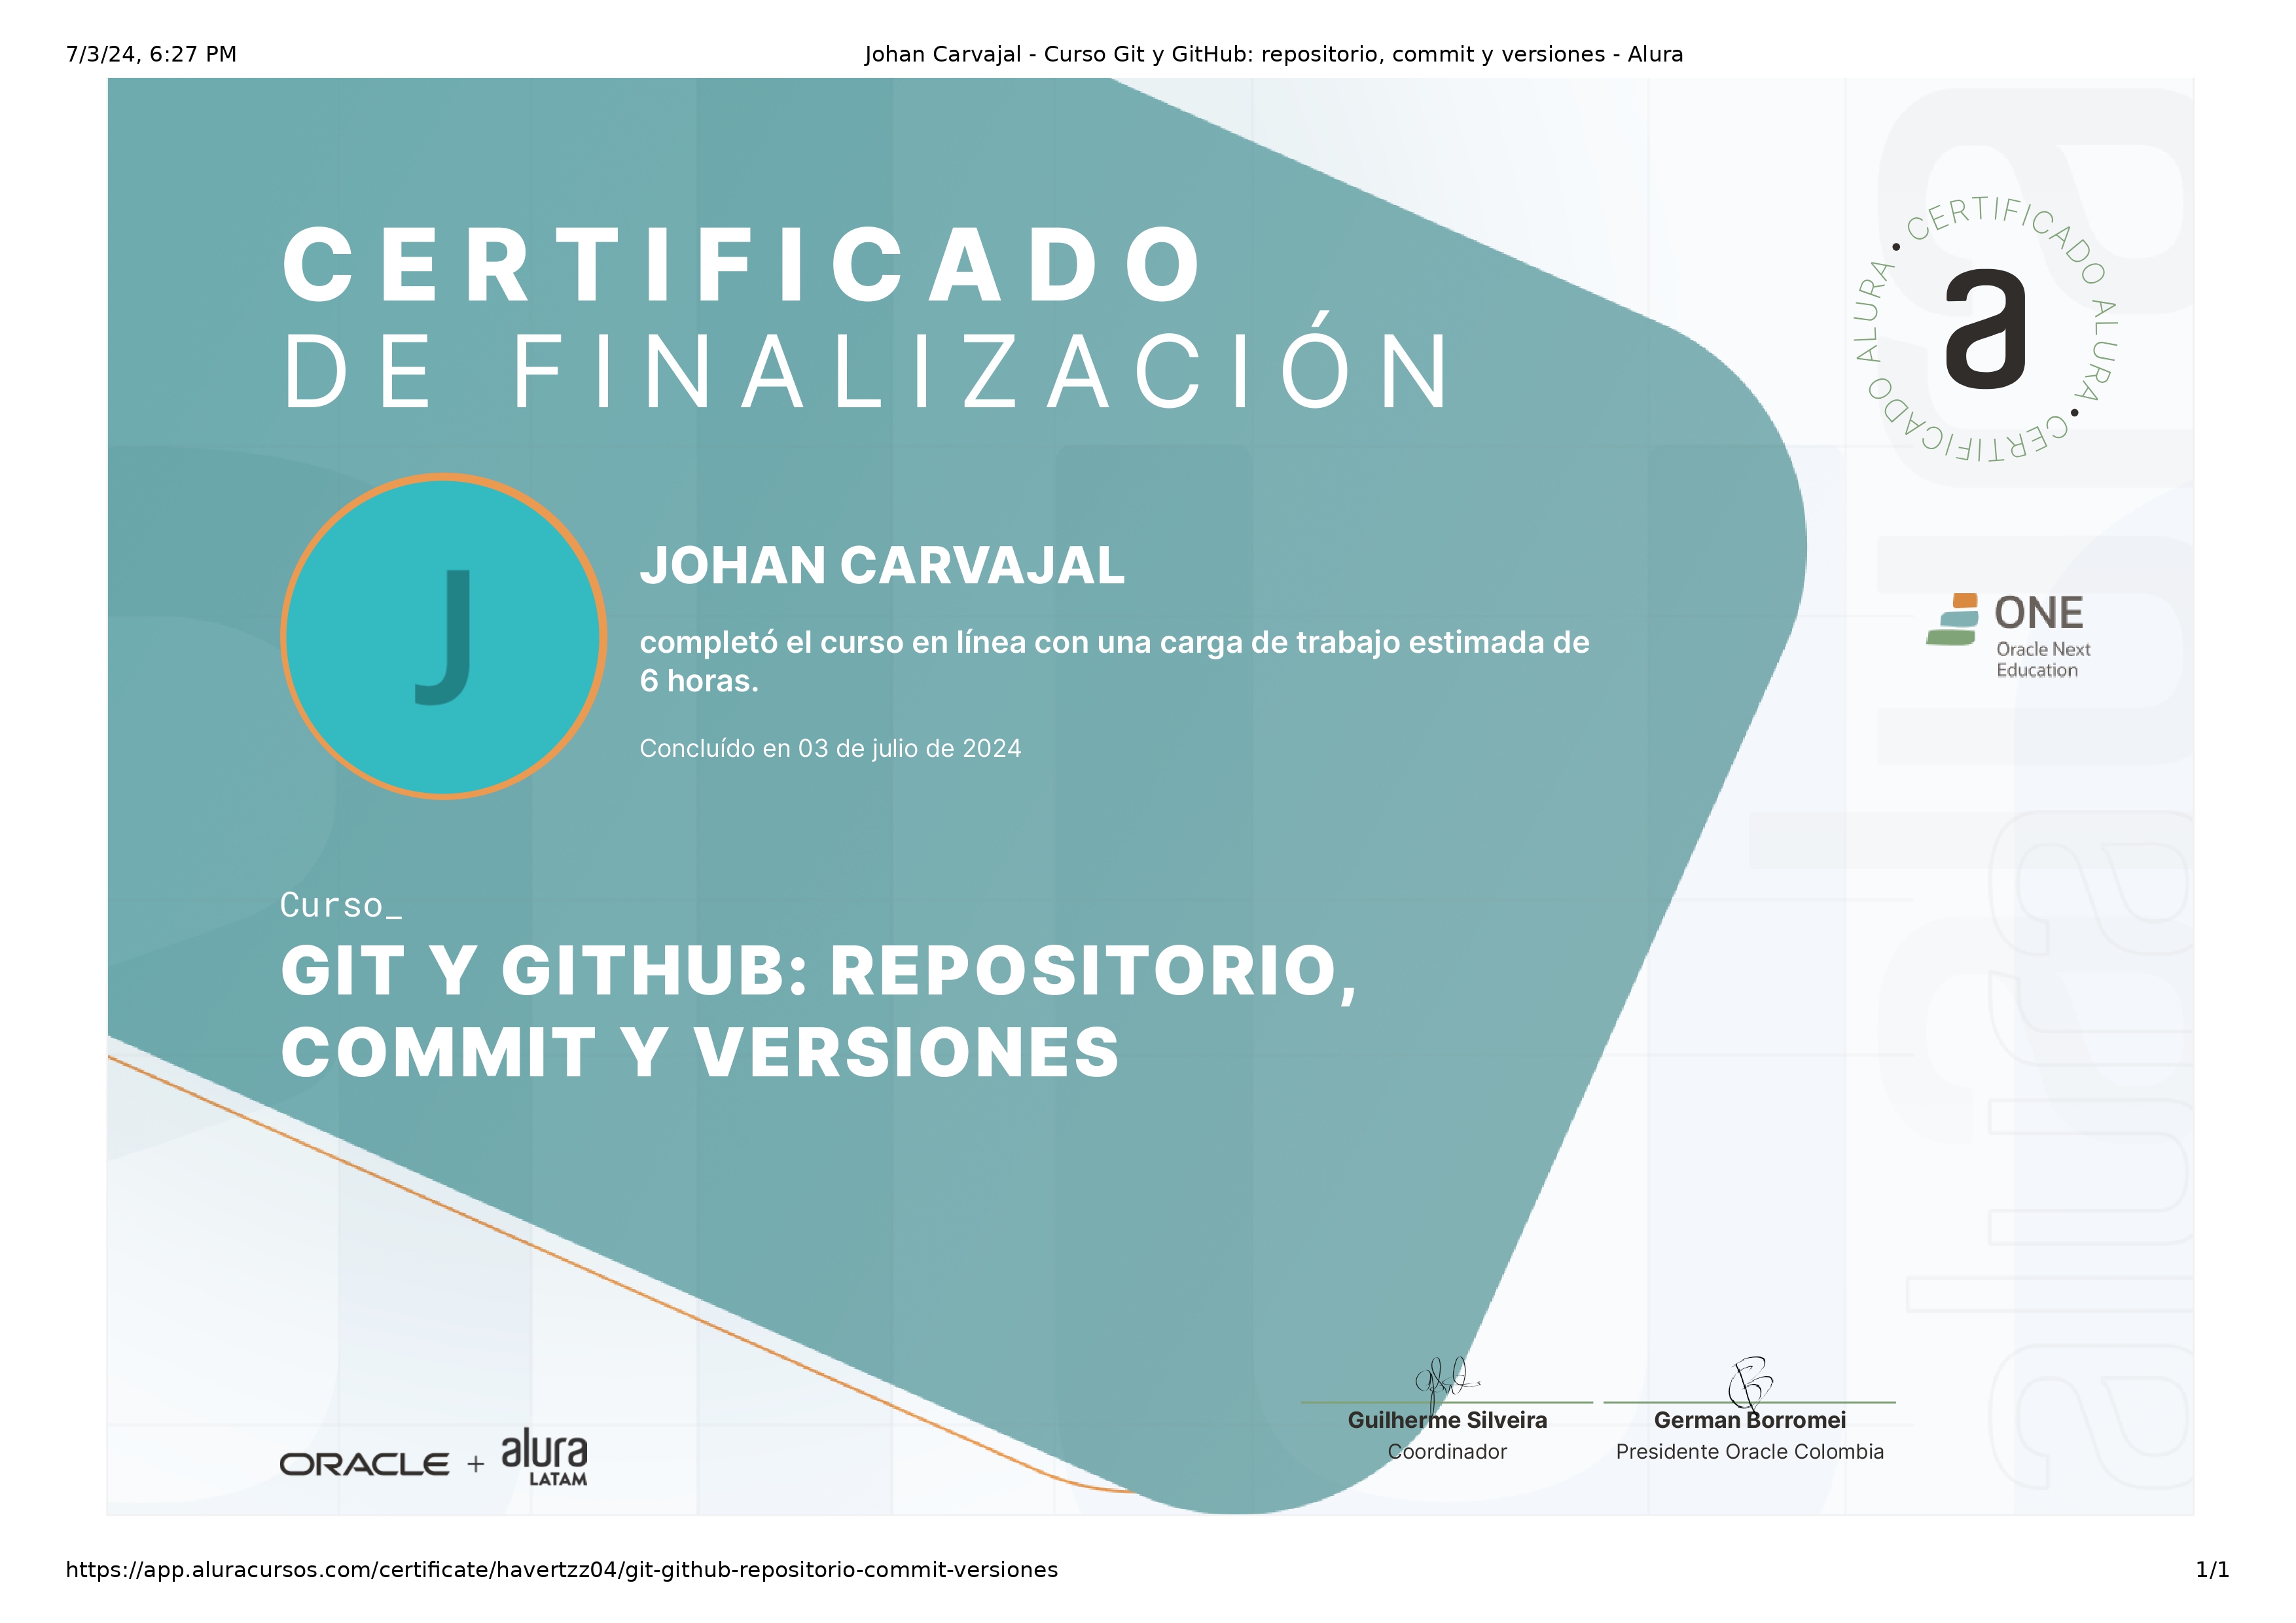 7/3/24, 6:27 PM
Johan Carvajal - Curso Git y GitHub: repositorio, commit y versiones - Alura
CERTIFICADO
DE FINALIZACIÓN
CERTIFICADO ALURA • CERTIFICADO ALURA •
a
J
JOHAN CARVAJAL
completó el curso en línea con una carga de trabajo estimada de
6 horas.
Concluído en 03 de julio de 2024
ONE
Oracle Next
Education
Curso_
GIT Y GITHUB: REPOSITORIO,
COMMIT Y VERSIONES
alura
alura
Guilherme Silveira
Coordinador
German Borromei
Presidente Oracle Colombia
ORACLE + alura
LATAM
https://app.aluracursos.com/certificate/havertzz04/git-github-repositorio-commit-versiones
1/1